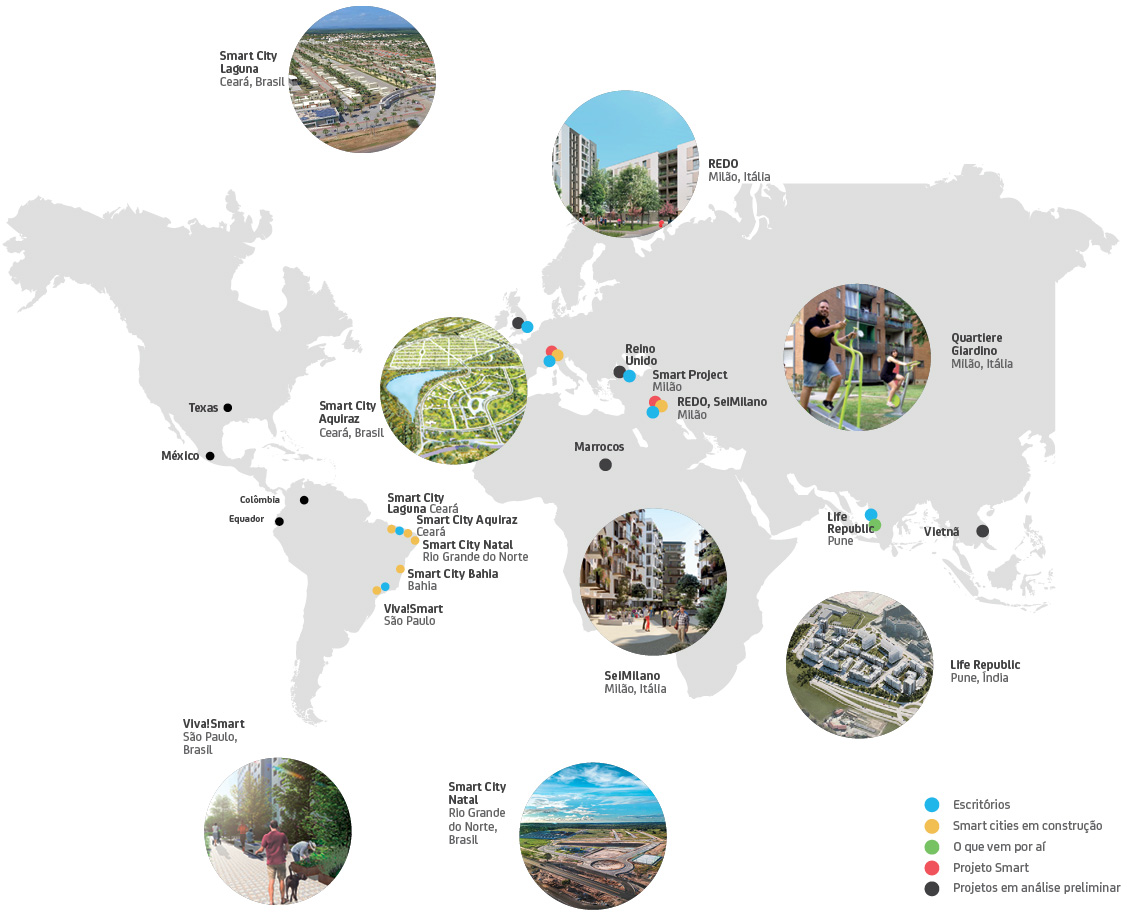 Smart City
Laguna
Ceará, Brasil
REDO
Milão, Itália
Quartiere
Giardino
Milão, Itália
Reino
Unido
Smart Project
Milão
REDO, SeiMilano
Milão
Texas
Smart City
Aquiraz
Ceará, Brasil
México
Marrocos
Colômbia
Equador
Smart City
Laguna Ceará
Smart City Aquiraz
Ceará
Smart City Natal
Rio Grande do Norte
Smart City Bahia
Bahia
Viva!Smart
São Paulo
Life
Republic
Pune
Vietnã
SeiMilano
Milão, Itália
Life Republic
Pune, Índia
Viva!Smart
São Paulo,
Brasil
Smart City
Natal
Rio Grande
do Norte,
Brasil
Escritórios
Smart cities em construção
O que vem por aí
Projeto Smart
Projetos em análise preliminar